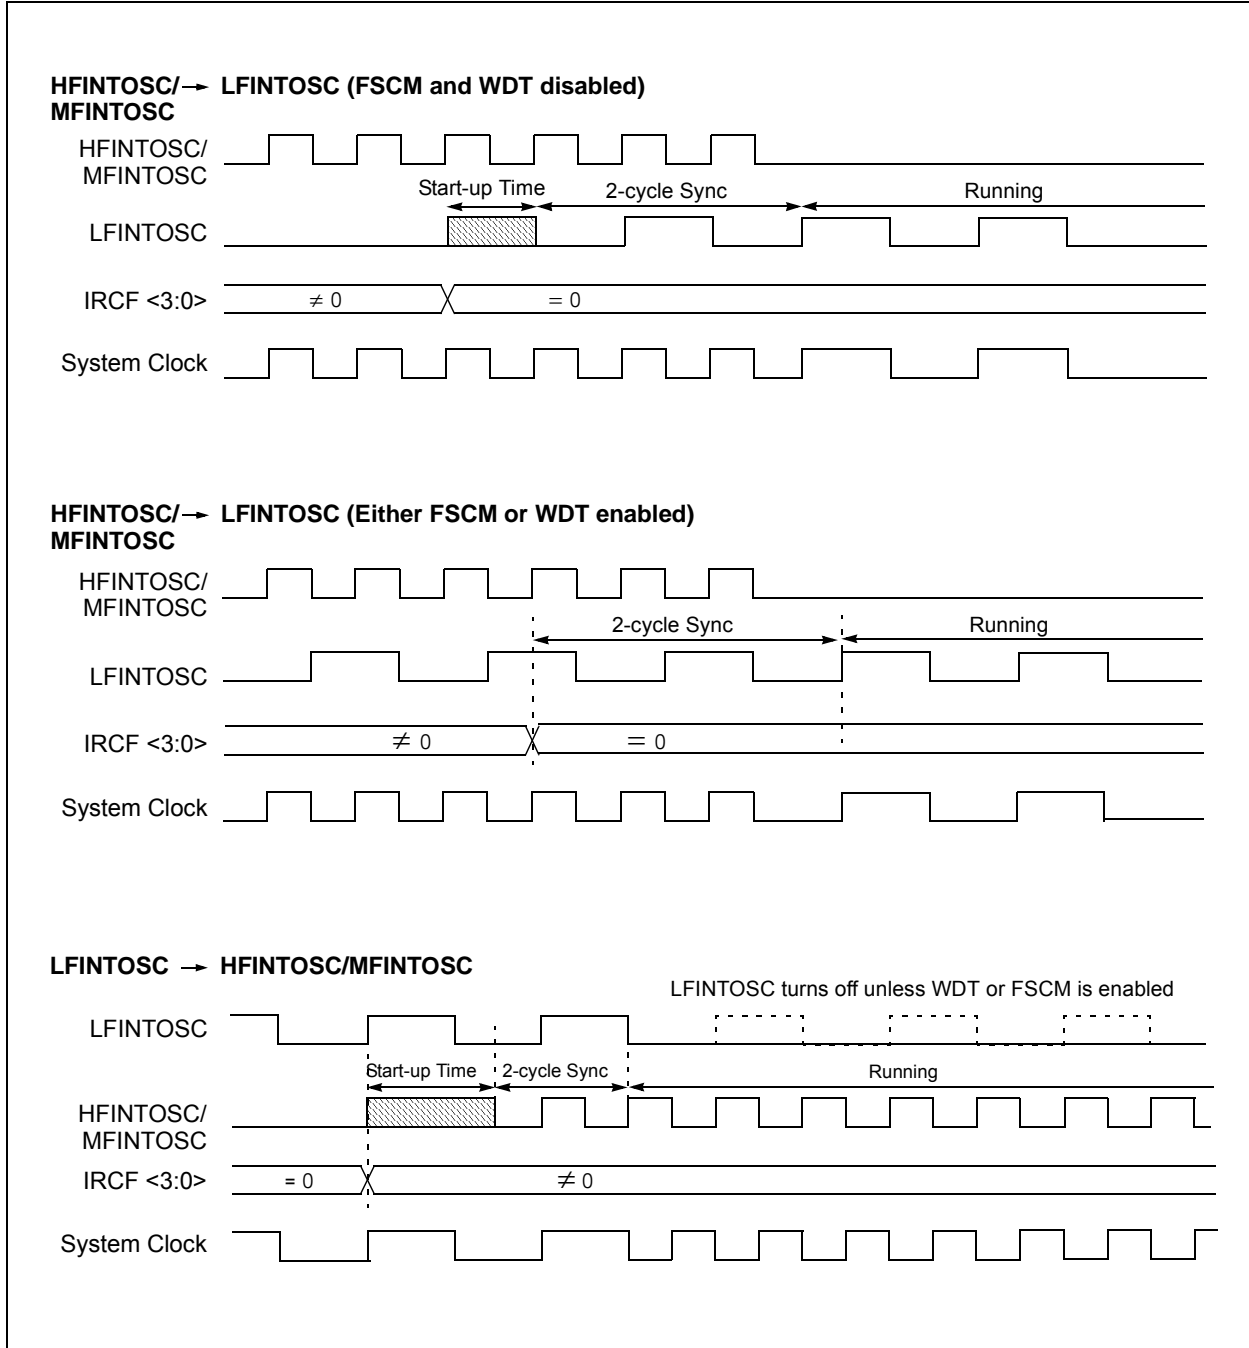 HFINTOSC/→ LFINTOSC (FSCM and WDT disabled)
MFINTOSC
HFINTOSC/
MFINTOSC
Start-up Time 2-cycle Sync Running
LFINTOSC
IRCF <3:0> ≠ 0 = 0
System Clock
HFINTOSC/→ LFINTOSC (Either FSCM or WDT enabled)
MFINTOSC
HFINTOSC/
MFINTOSC
2-cycle Sync Running
LFINTOSC
IRCF <3:0> ≠ 0 = 0
System Clock
LFINTOSC → HFINTOSC/MFINTOSC
LFINTOSC turns off unless WDT or FSCM is enabled
LFINTOSC
Start-up Time 2-cycle Sync Running
HFINTOSC/
MFINTOSC
IRCF <3:0> = 0 ≠ 0
System Clock